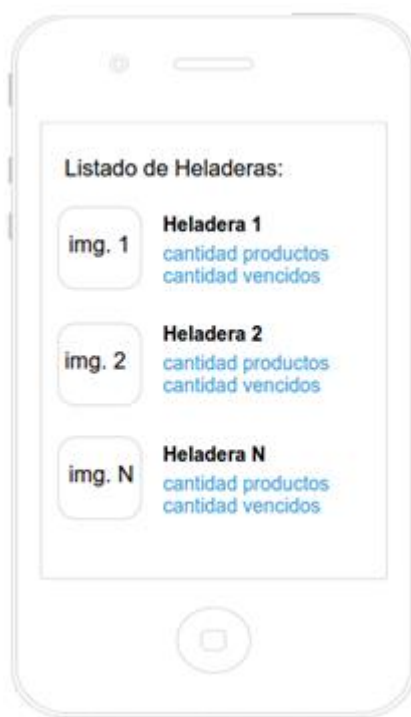 Listado de Heladeras:
img. 1
Heladera 1
cantidad productos
cantidad vencidos
img. 2
Heladera 2
cantidad productos
cantidad vencidos
img. N
Heladera N
cantidad productos
cantidad vencidos